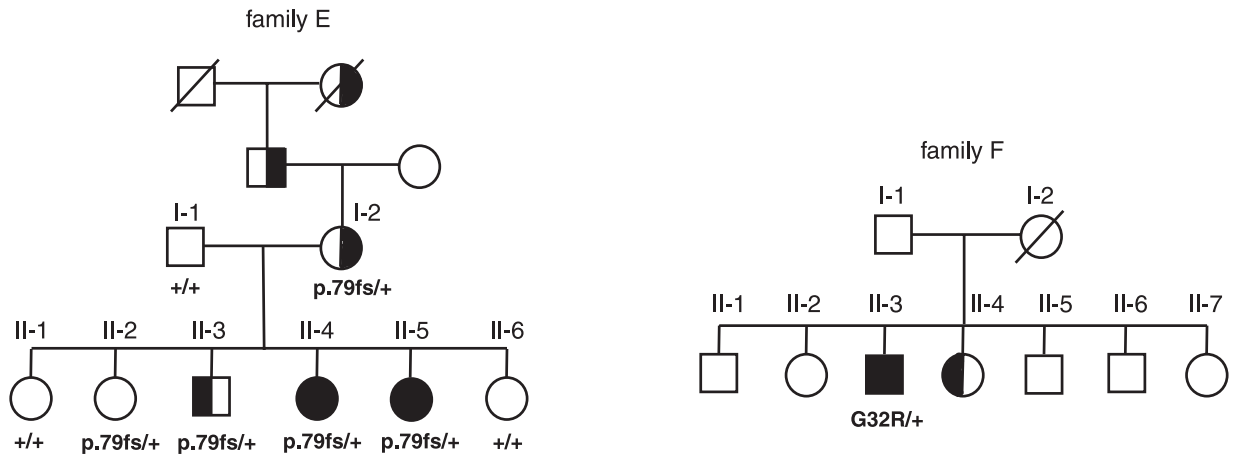 family E
family F
I-1 I-2
+/+ p.79fs/+
II-1 II-2 II-3 II-4 II-5 II-6
+/+ p.79fs/+ p.79fs/+ p.79fs/+ p.79fs/+ +/+
I-1 I-2
II-1 II-2 II-3 II-4 II-5 II-6 II-7
G32R/+